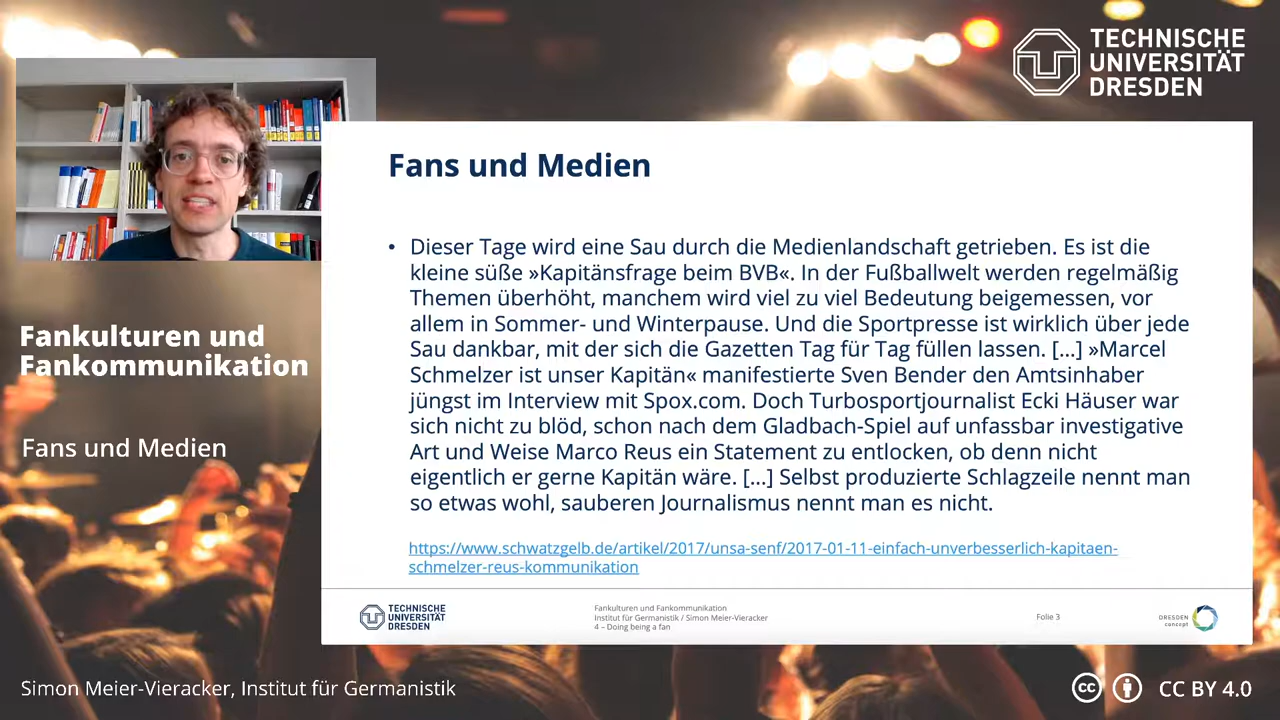 TECHNISCHE
UNIVERSITÄT
DRESDEN
Fans und Medien
• Dieser Tage wird eine Sau durch die Medienlandschaft getrieben. Es ist die
kleine süße »Kapitänsfrage beim BVB«. In der Fußballwelt werden regelmäßig
Themen überhöht, manchem wird viel zu viel Bedeutung beigemessen, vor
allem in Sommer- und Winterpause. Und die Sportpresse ist wirklich über jede
Sau dankbar, mit der sich die Gazetten Tag für Tag füllen lassen. [...] »Marcel
Schmelzer ist unser Kapitän« manifestierte Sven Bender den Amtsinhaber
jüngst im Interview mit Spox.com. Doch Turbosportjournalist Ecki Häuser war
sich nicht zu blöd, schon nach dem Gladbach-Spiel auf unfassbar investigative
Art und Weise Marco Reus ein Statement zu entlocken, ob denn nicht
eigentlich er gerne Kapitän wäre. [...] Selbst produzierte Schlagzeile nennt man
so etwas wohl, sauberen Journalismus nennt man es nicht.
https://www.schwatzgelb.de/artikel/2017/unsa-senf/2017-01-11-einfach-unverbesserlich-kapitaen-
schmelzer-reus-kommunikation
TECHNISCHE
UNIVERSITÄT
DRESDEN
Fankulturen und Fankommunikation
Institut für Germanistik / Simon Meier-Vieracker
4 – Doing being a fan
Folie 3
DRESDEN
concept
Fankulturen und
Fankommunikation
Fans und Medien
Simon Meier-Vieracker, Institut für Germanistik
cc
CC BY 4.0